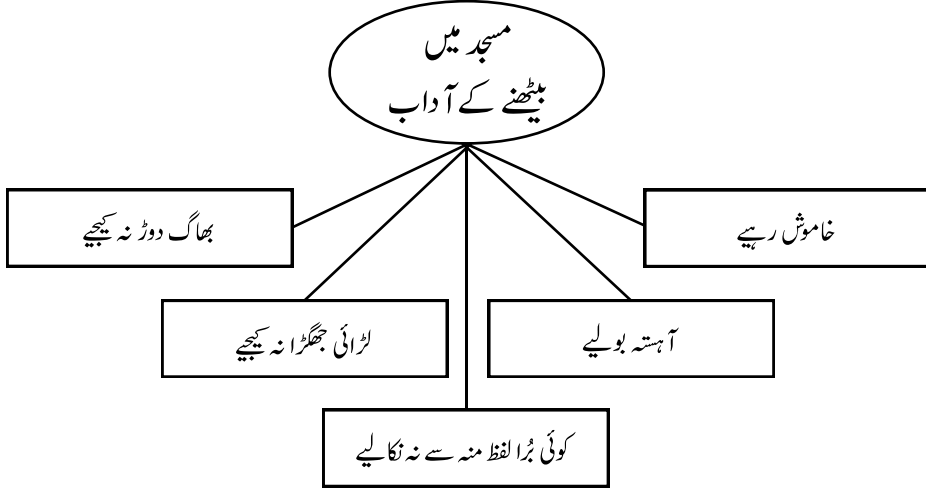 مسجد میں
بیٹھنے کے آداب
خاموش رہیے
بھاگ دوڑ نہ کیجیے
آہستہ بولیے
لڑائی جھگڑا نہ کیجیے
کوئی بُرا لفظ منہ سے نہ نکالیے